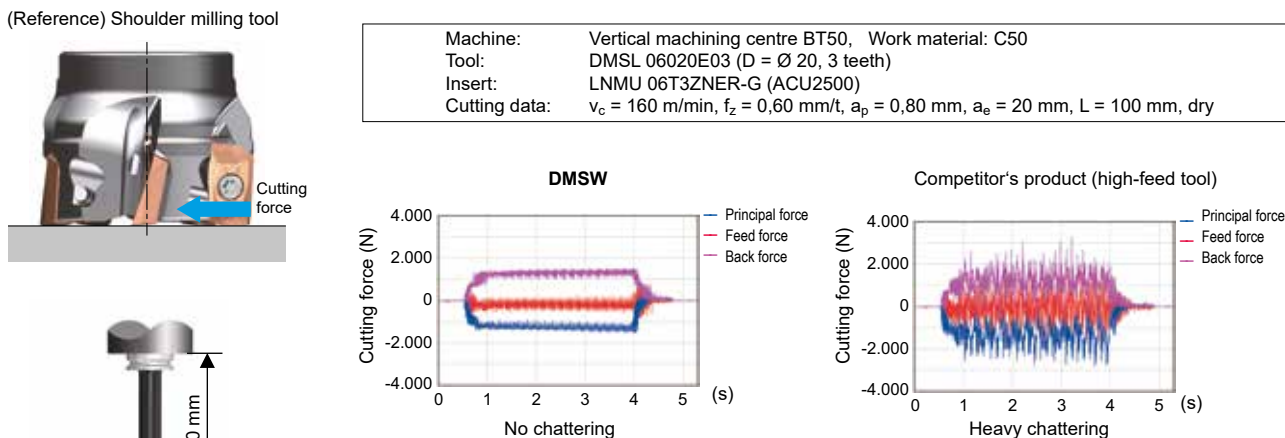 (Reference) Shoulder milling tool
Cutting
force
Machine: Vertical machining centre BT50, Work material: C50
Tool: DMSL 06020E03 (D = Ø 20, 3 teeth)
Insert: LNMU 06T3ZNER-G (ACU2500)
Cutting data: vc = 160 m/min, fz = 0,60 mm/t, ap = 0,80 mm, ae = 20 mm, L = 100 mm, dry
DMSW
Cutting force (N)
4.000
2.000
0
-2.000
-4.000
0 1 2 3 4 5 (s)
Principal force
Feed force
Back force
No chattering
Competitor‘s product (high-feed tool)
Cutting force (N)
4.000
2.000
0
-2.000
-4.000
0 1 2 3 4 5 (s)
Principal force
Feed force
Back force
Heavy chattering
mm